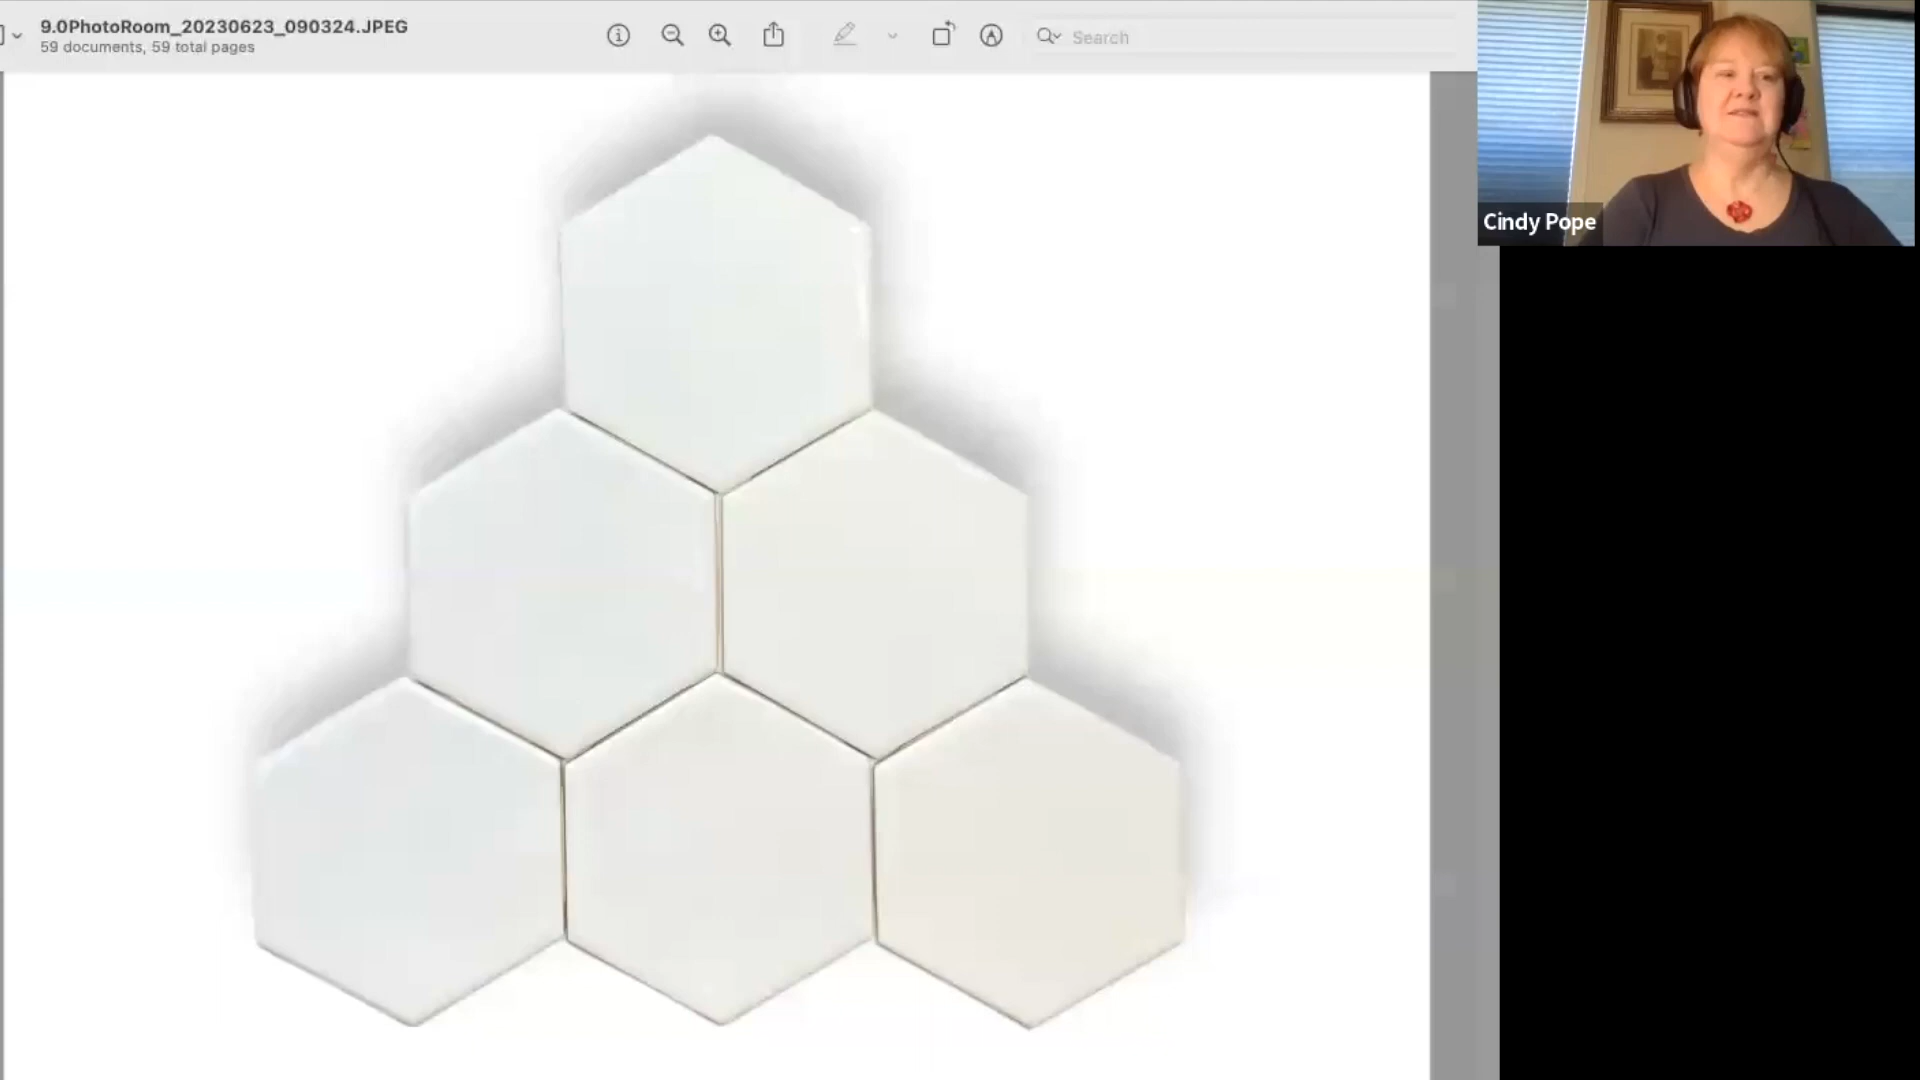 9.0PhotoRoom_20230623_090324.JPEG
59 documents, 59 total pages
Search
Cindy Pope